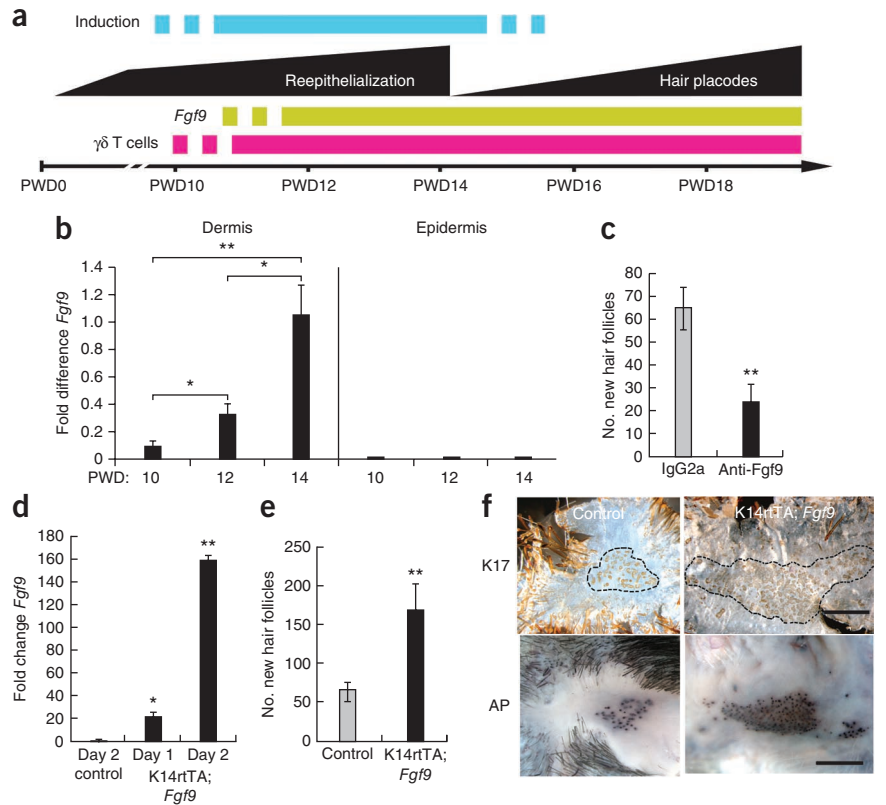 a
Induction
Reepithelialization
Hair placodes
Fgf9
γδ T cells
PWD0 PWD10 PWD12 PWD14 PWD16 PWD18
b
Dermis Epidermis
Fold difference Fgf9
1.4
1.2
1.0
0.8
0.6
0.4
0.2
0
**
*
*
PWD: 10 12 14 10 12 14
c
No. new hair follicles
80
70
60
50
40
30
20
10
0
**
IgG2a Anti-Fgf9
d
Fold change Fgf9
180
160
140
120
100
80
60
40
20
0
*
**
Day 2 Day 1 Day 2
control K14rtTA;
Fgf9
e
No. new hair follicles
250
200
150
100
50
0
**
Control K14rtTA;
Fgf9
f
Control K14rtTA; Fgf9
K17
AP